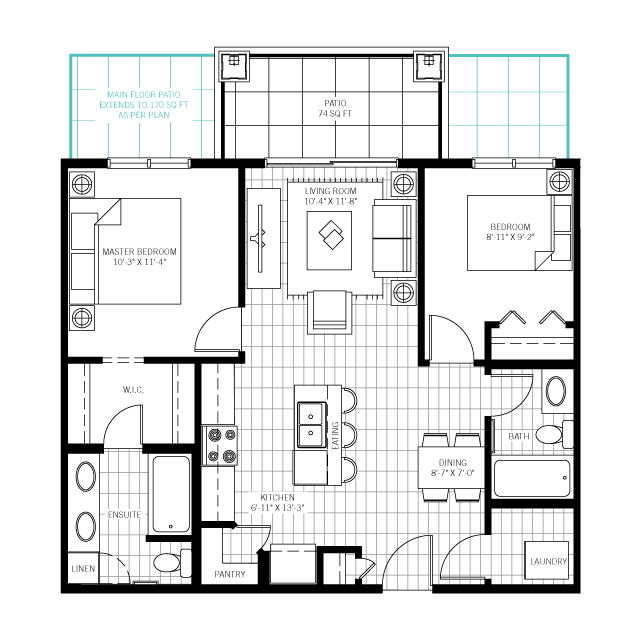 MAIN FLOOR PATIO
EXTENDS TO 170 SQ FT
AS PER PLAN
PATIO
74 SQ FT
LIVING ROOM
10'-4" X 11'-8"
MASTER BEDROOM
10'-3" X 11'-4"
BEDROOM
8'-11" X 9'-2"
W.I.C.
EATING
BATH
DINING
8'-7" X 7'-0"
KITCHEN
6'-11" X 13'-3"
ENSUITE
LINEN
PANTRY
LAUNDRY